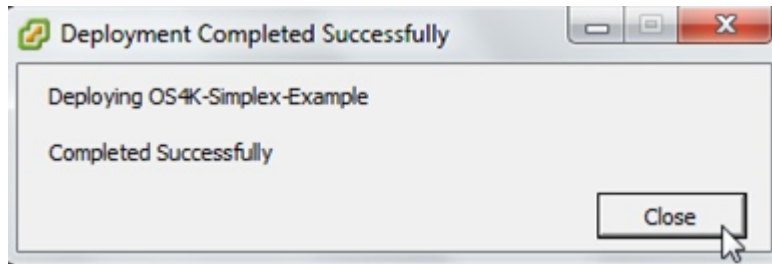 Deployment Completed Successfully
Deploying OS4K-Simplex-Example
Completed Successfully
Close